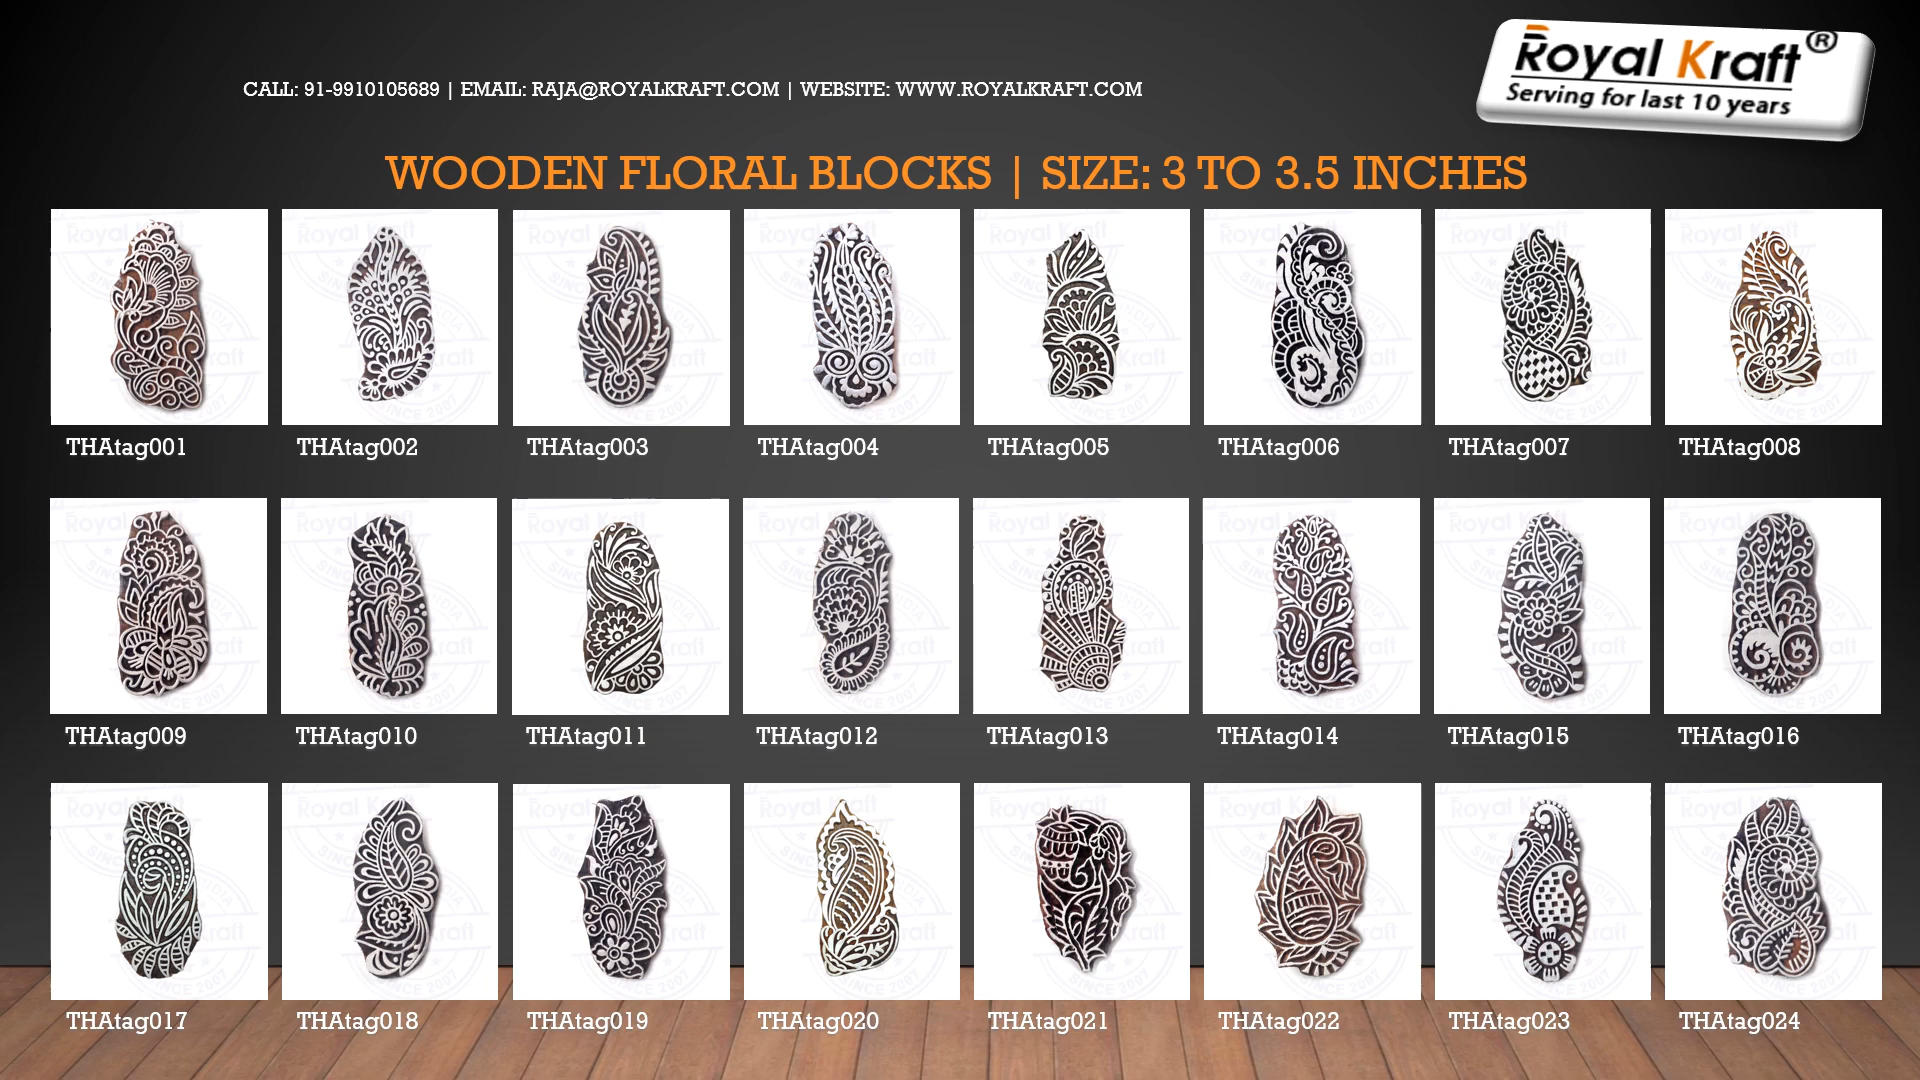 Royal Kraft®
Serving for last 10 years
CALL: 91-9910105689 | EMAIL: RAJA@ROYALKRAFT.COM | WEBSITE: WWW.ROYALKRAFT.COM
WOODEN FLORAL BLOCKS | SIZE: 3 TO 3.5 INCHES
THAtag001 THAtag002 THAtag003 THAtag004 THAtag005 THAtag006 THAtag007 THAtag008
THAtag009 THAtag010 THAtag011 THAtag012 THAtag013 THAtag014 THAtag015 THAtag016
THAtag017 THAtag018 THAtag019 THAtag020 THAtag021 THAtag022 THAtag023 THAtag024